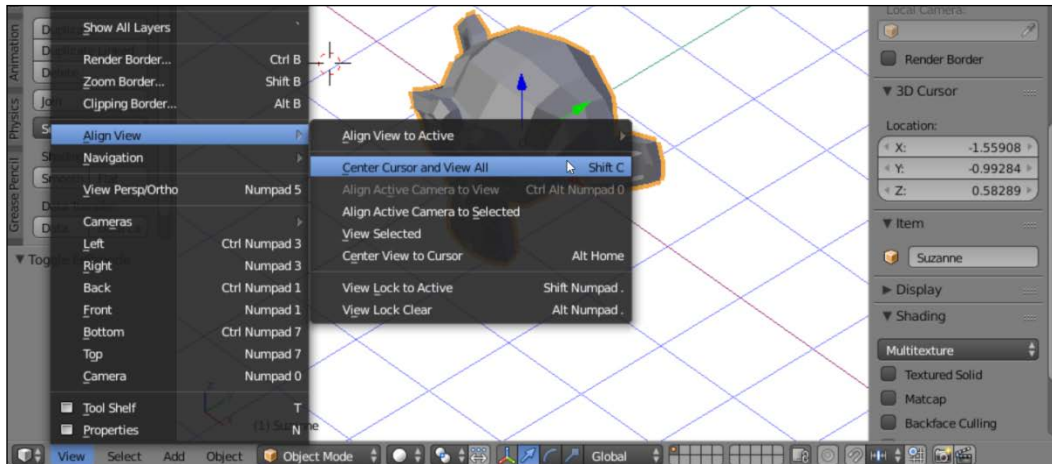 Animation
Physics
Grease Pencil
Show All Layers `
Render Border... Ctrl B
Zoom Border... Shift B
Clipping Border... Alt B
Align View
Navigation
View Persp/Ortho Numpad 5
Cameras
Left Ctrl Numpad 3
Right Numpad 3
Back Ctrl Numpad 1
Front Numpad 1
Bottom Ctrl Numpad 7
Top Numpad 7
Camera Numpad 0
Tool Shelf T
Properties N
Align View to Active
Center Cursor and View All Shift C
Align Active Camera to View Ctrl Alt Numpad 0
Align Active Camera to Selected
View Selected
Center View to Cursor Alt Home
View Lock to Active Shift Numpad .
View Lock Clear Alt Numpad .
Local Camera:
Render Border
3D Cursor
Location:
X: -1.55908
Y: -0.99284
Z: 0.58289
Item
Suzanne
Display
Shading
Multitexture
Textured Solid
Matcap
Backface Culling
View Select Add Object Object Mode Global